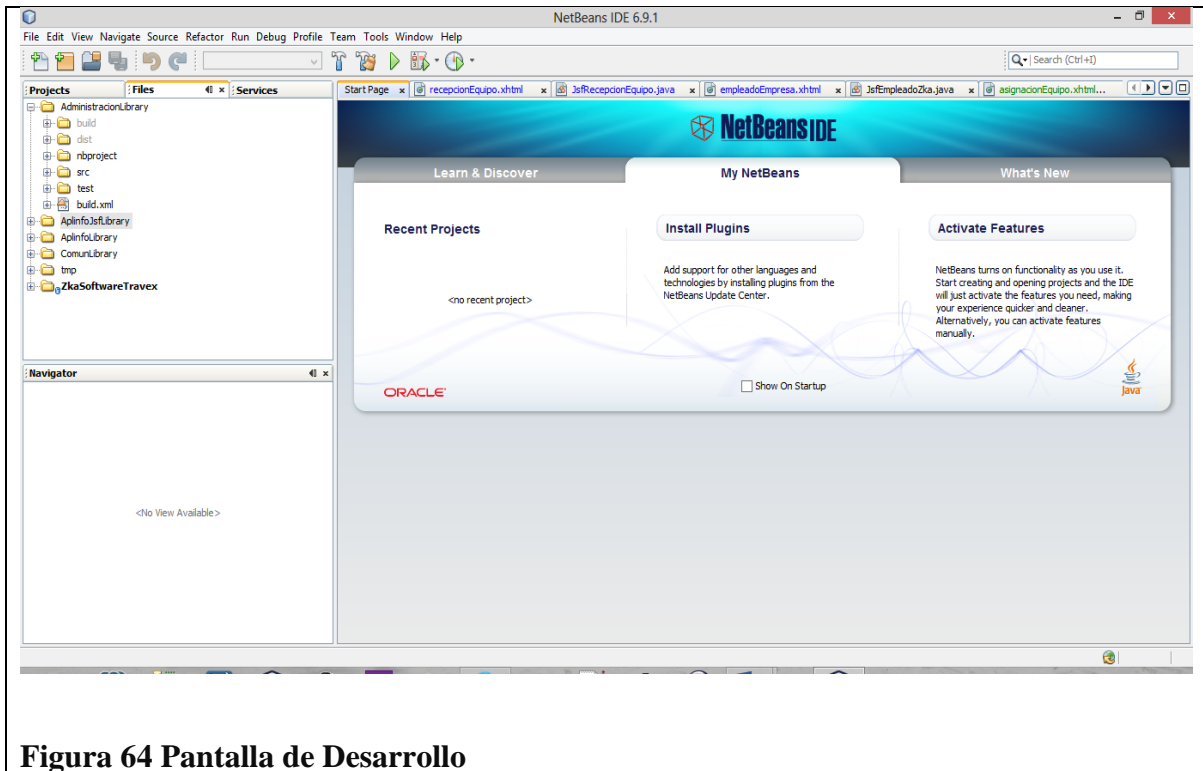 NetBeans IDE 6.9.1
File Edit View Navigate Source Refactor Run Debug Profile Team Tools Window Help
Search (Ctrl+I)
Projects Files Services
Start Page recepcionEquipo.xhtml JsfRecepcionEquipo.java empleadoEmpresa.xhtml JsfEmpleadoZka.java asignacionEquipo.xhtml...
AdministracionLibrary
build
dist
nbproject
src
test
build.xml
AplinfoJsfLibrary
AplinfoLibrary
ComunLibrary
tmp
ZkaSoftwareTravex
NetBeans IDE
Learn & Discover My NetBeans What's New
Recent Projects
<no recent project>
Install Plugins
Add support for other languages and
technologies by installing plugins from the
NetBeans Update Center.
Activate Features
NetBeans turns on functionality as you use it.
Start creating and opening projects and the IDE
will just activate the features you need, making
your experience quicker and cleaner.
Alternatively, you can activate features
manually.
ORACLE
Show On Startup
Java
Navigator
<No View Available>
Figura 64 Pantalla de Desarrollo